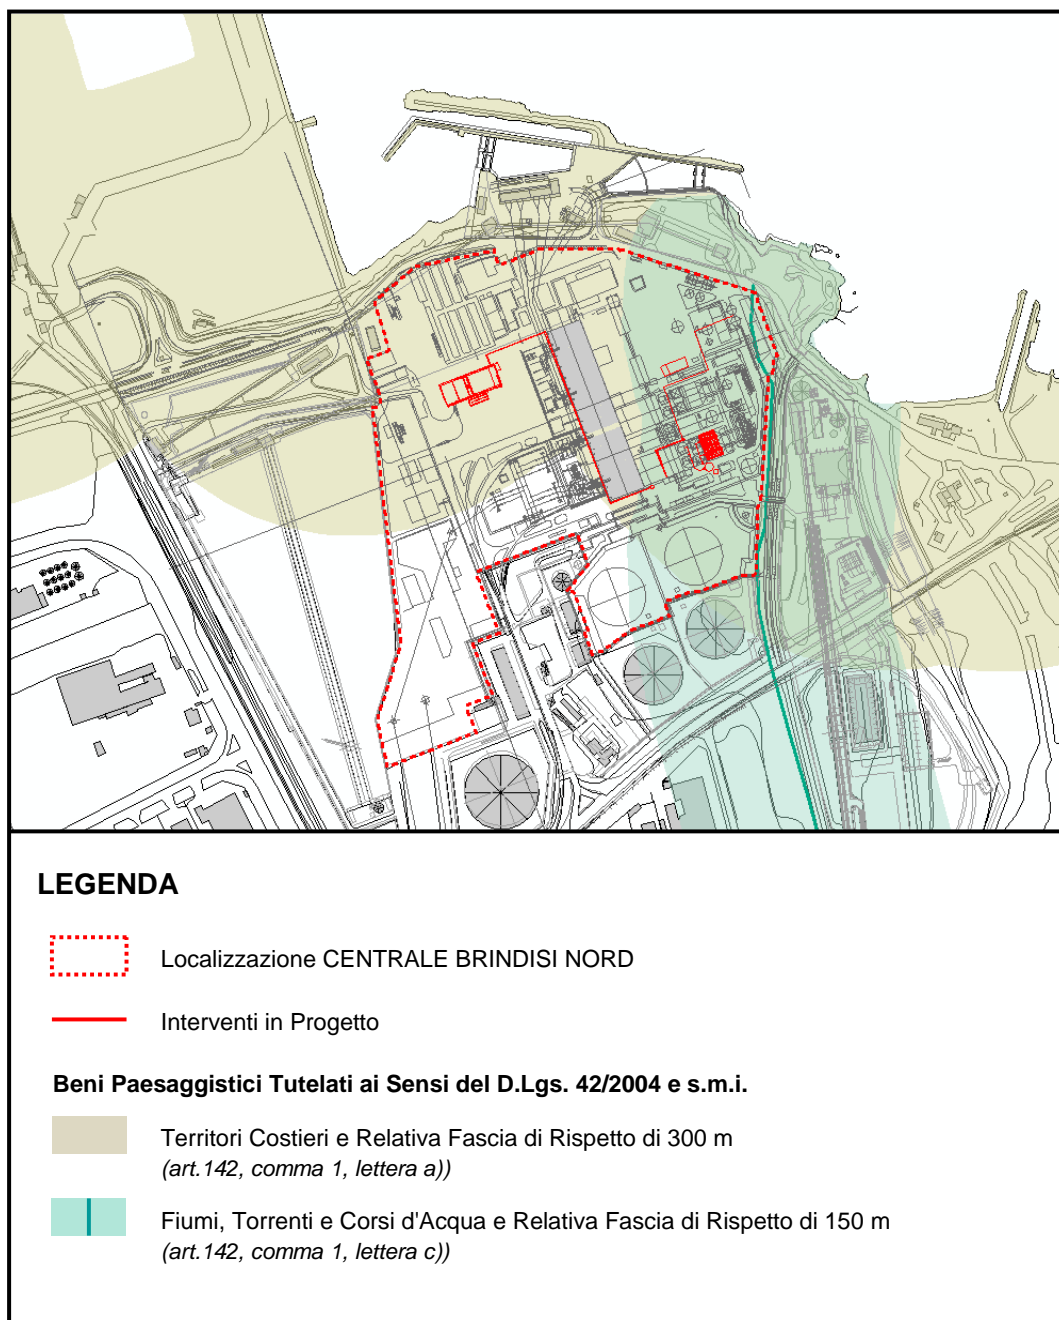 LEGENDA
Localizzazione CENTRALE BRINDISI NORD
Interventi in Progetto
Beni Paesaggistici Tutelati ai Sensi del D.Lgs. 42/2004 e s.m.i.
Territori Costieri e Relativa Fascia di Rispetto di 300 m
(art.142, comma 1, lettera a))
Fiumi, Torrenti e Corsi d'Acqua e Relativa Fascia di Rispetto di 150 m
(art.142, comma 1, lettera c))